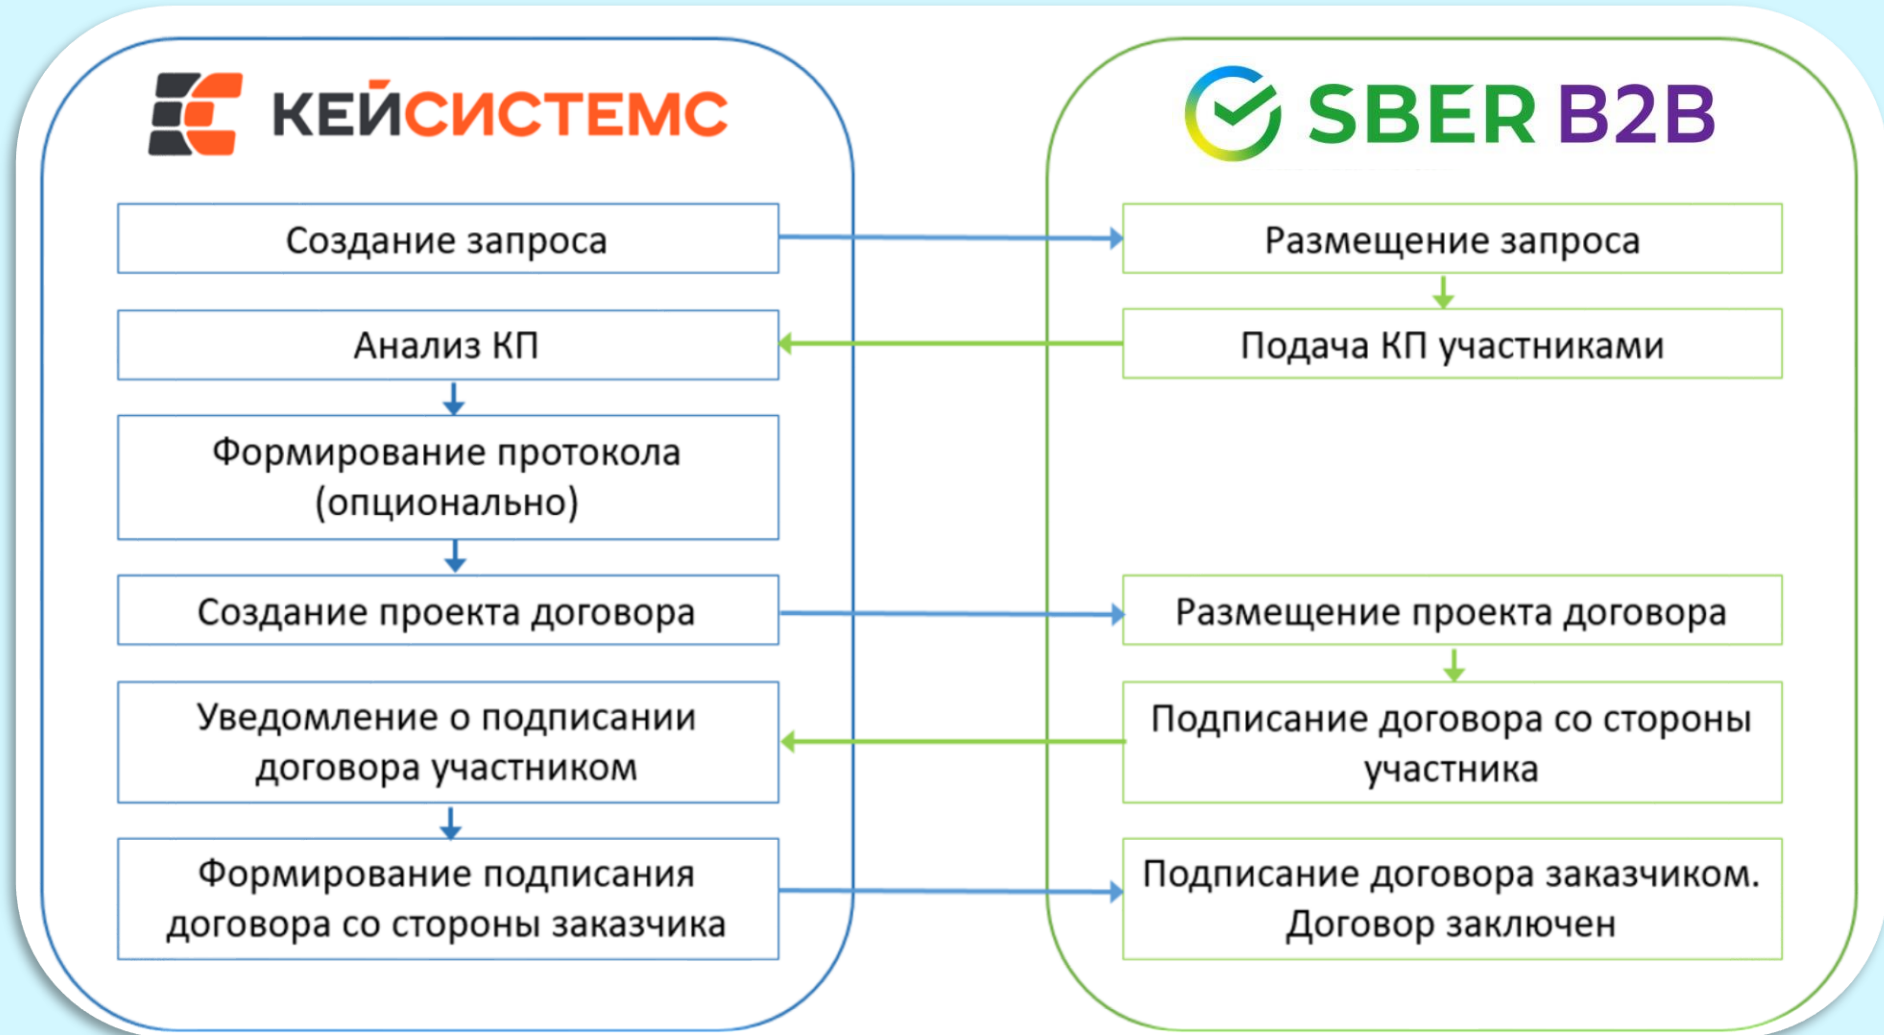 КЕЙСИСТЕМС
SBER B2B
Создание запроса
Размещение запроса
Анализ КП
Подача КП участниками
Формирование протокола
(опционально)
Создание проекта договора
Размещение проекта договора
Уведомление о подписании
договора участником
Подписание договора со стороны
участника
Формирование подписания
договора со стороны заказчика
Подписание договора заказчиком.
Договор заключен